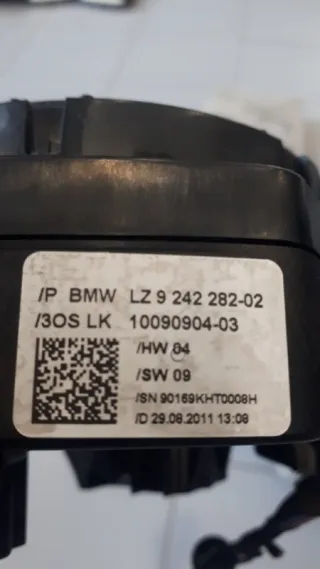 /P BMW LZ 9 242 282-02
/3OS LK 10090904-03
/HW 04
/SW 09
/SN 90169KHT0008H
/D 29.08.2011 13:08